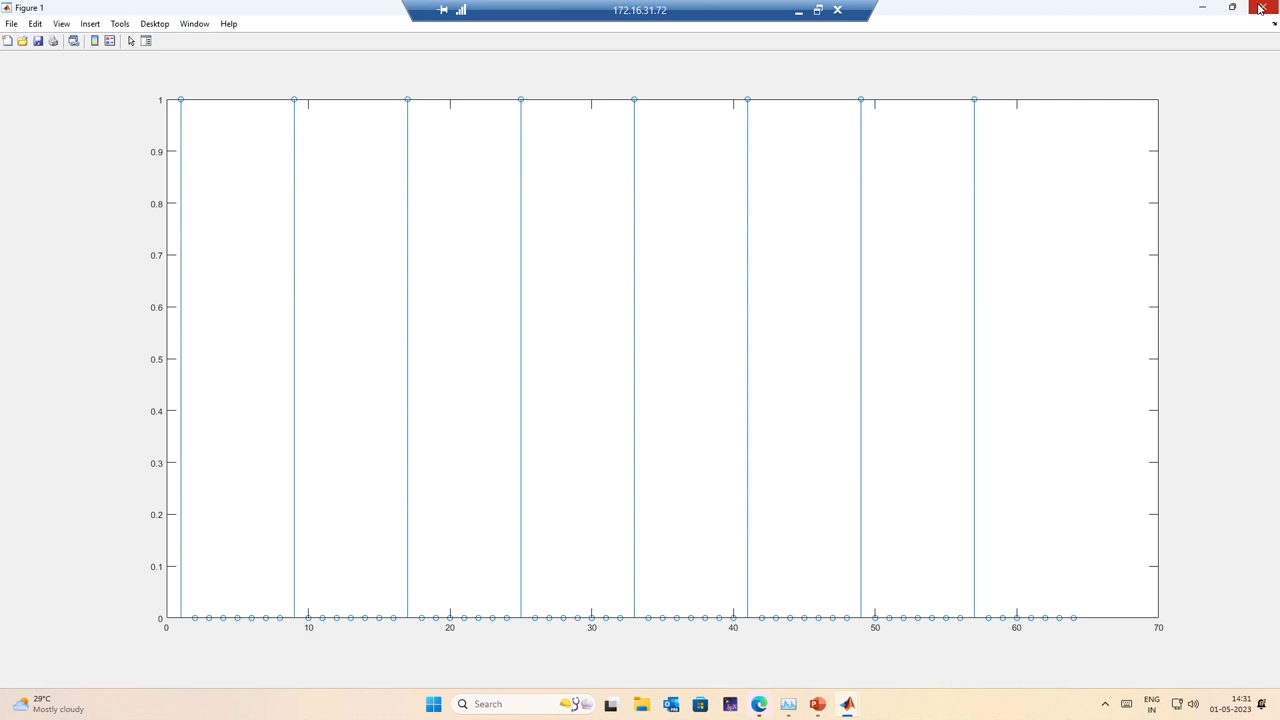 Figure 1
172.16.31.72
File Edit View Insert Tools Desktop Window Help
1
0.9
0.8
0.7
0.6
0.5
0.4
0.3
0.2
0.1
0
0 10 20 30 40 50 60 70
29°C
Mostly cloudy
Search
ENG
IN
14:31
01-05-2023